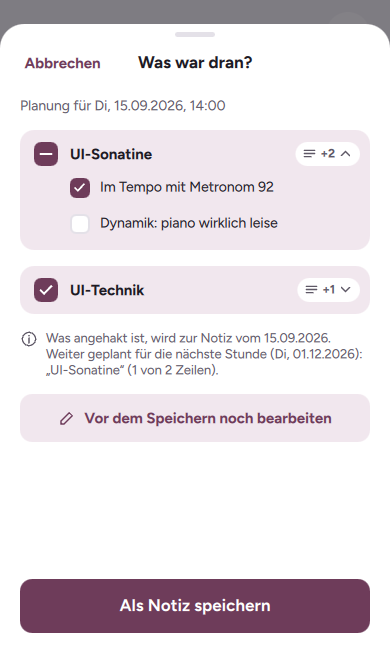 Abbrechen
Was war dran?
Planung für Di, 15.09.2026, 14:00
UI-Sonatine
+2
Im Tempo mit Metronom 92
Dynamik: piano wirklich leise
UI-Technik
+1
Was angehakt ist, wird zur Notiz vom 15.09.2026.
Weiter geplant für die nächste Stunde (Di, 01.12.2026):
„UI-Sonatine“ (1 von 2 Zeilen).
Vor dem Speichern noch bearbeiten
Als Notiz speichern